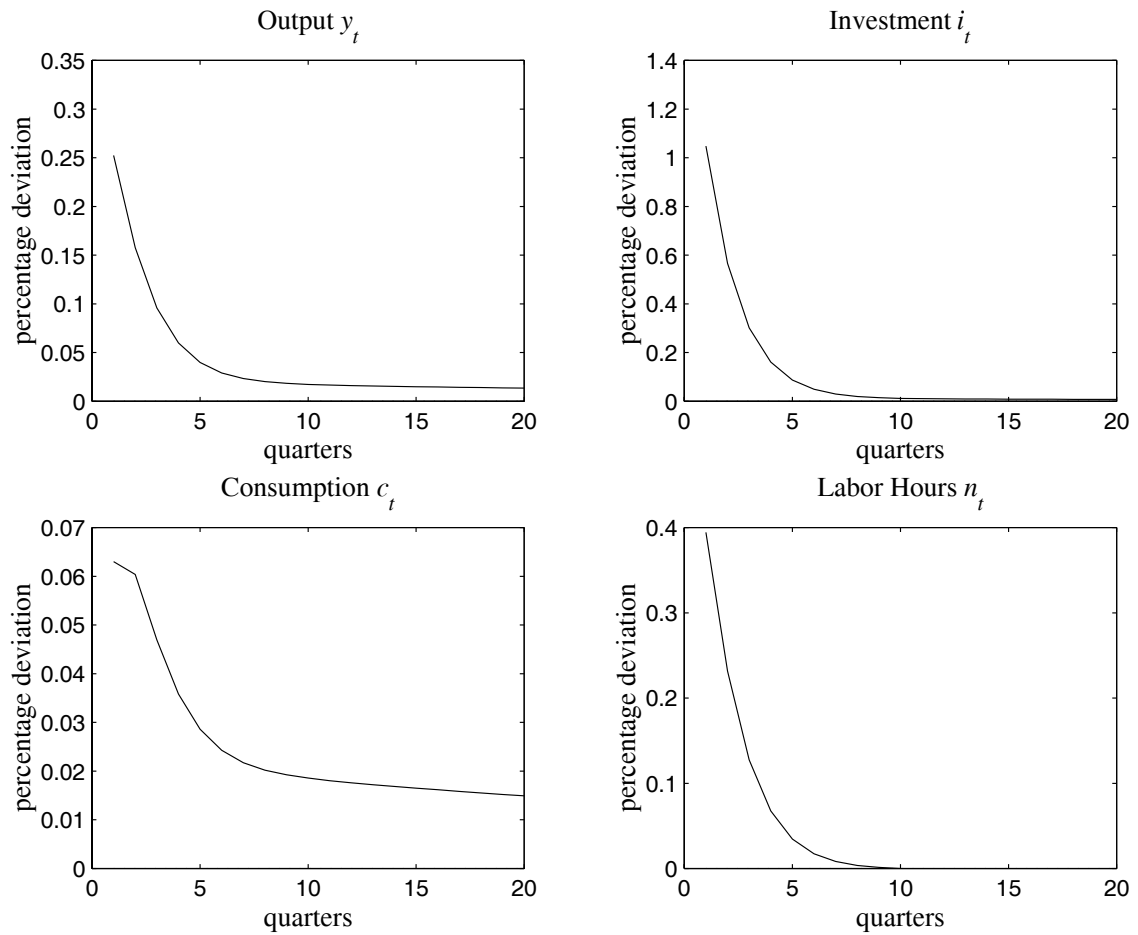 Output y_t
percentage deviation
0.35
0.3
0.25
0.2
0.15
0.1
0.05
0
0 5 10 15 20
quarters
Investment i_t
percentage deviation
1.4
1.2
1
0.8
0.6
0.4
0.2
0
0 5 10 15 20
quarters
Consumption c_t
percentage deviation
0.07
0.06
0.05
0.04
0.03
0.02
0.01
0
0 5 10 15 20
quarters
Labor Hours n_t
percentage deviation
0.4
0.3
0.2
0.1
0
0 5 10 15 20
quarters